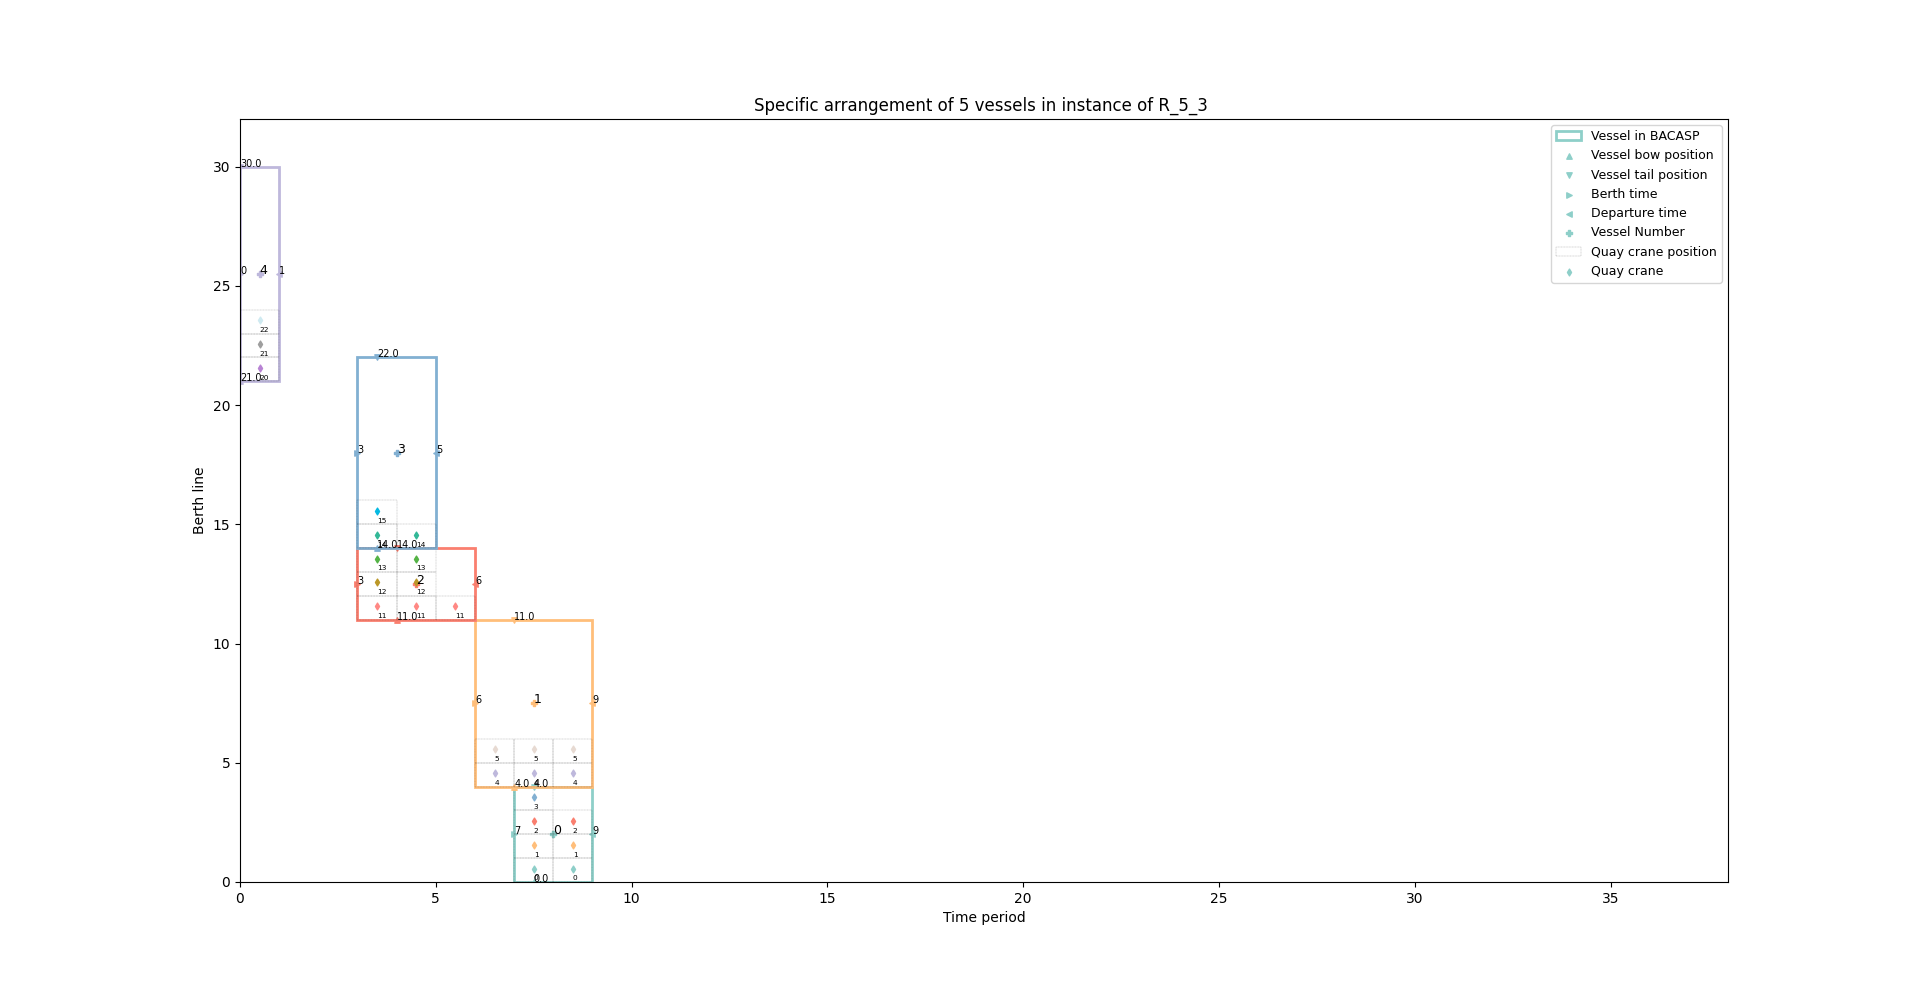 Specific arrangement of 5 vessels in instance of R_5_3
Vessel in BACASP
Vessel bow position
Vessel tail position
Berth time
Departure time
Vessel Number
Quay crane position
Quay crane
Berth line
30
25
20
15
10
5
0
30.0
0 4 1
22
21
21.0 20
22.0
3 3 5
15
14.0 14.0 14
13 13
3 12 2 12 6
11 11.0 11 11
11.0
6 1 9
5 5 5
4 4 4
4.0 4.0
3
7 2 0 2 9
1 1
0.0 0
0 5 10 15 20 25 30 35
Time period